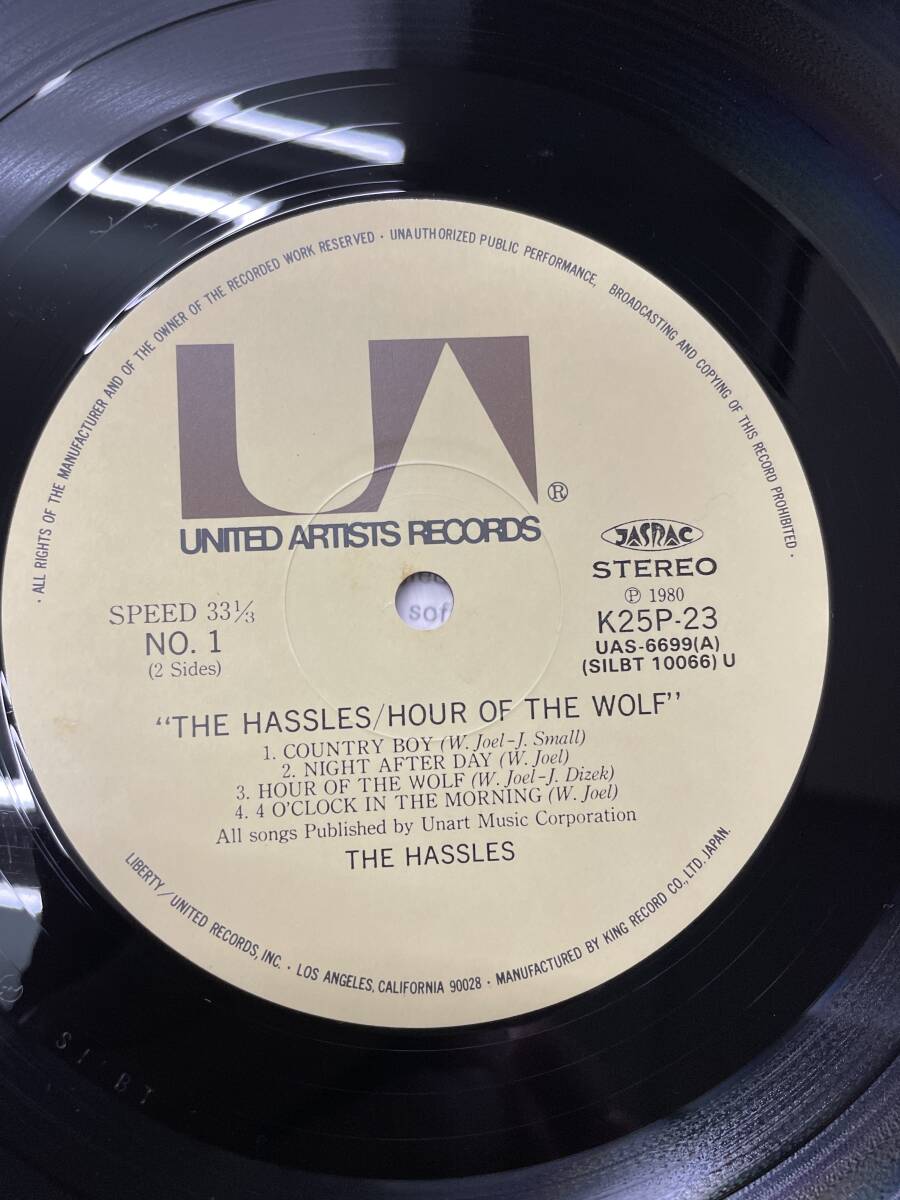 · ALL RIGHTS OF THE MANUFACTURER AND OF THE OWNER OF THE RECORDED WORK RESERVED · UNAUTHORIZED PUBLIC PERFORMANCE, BROADCASTING AND COPYING OF THIS RECORD PROHIBITED ·
UA
®
UNITED ARTISTS RECORDS
JASRAC
STEREO
Ⓟ 1980
K25P-23
UAS-6699(A)
(SILBT 10066) U
SPEED 33⅓
NO. 1
(2 Sides)
sof
"THE HASSLES/HOUR OF THE WOLF"
1. COUNTRY BOY (W. Joel-J. Small)
2. NIGHT AFTER DAY (W. Joel)
3. HOUR OF THE WOLF (W. Joel-J. Dizek)
4. 4 O'CLOCK IN THE MORNING (W. Joel)
All songs Published by Unart Music Corporation
THE HASSLES
LIBERTY/UNITED RECORDS, INC. · LOS ANGELES, CALIFORNIA 90028 · MANUFACTURED BY KING RECORD CO., LTD. JAPAN.